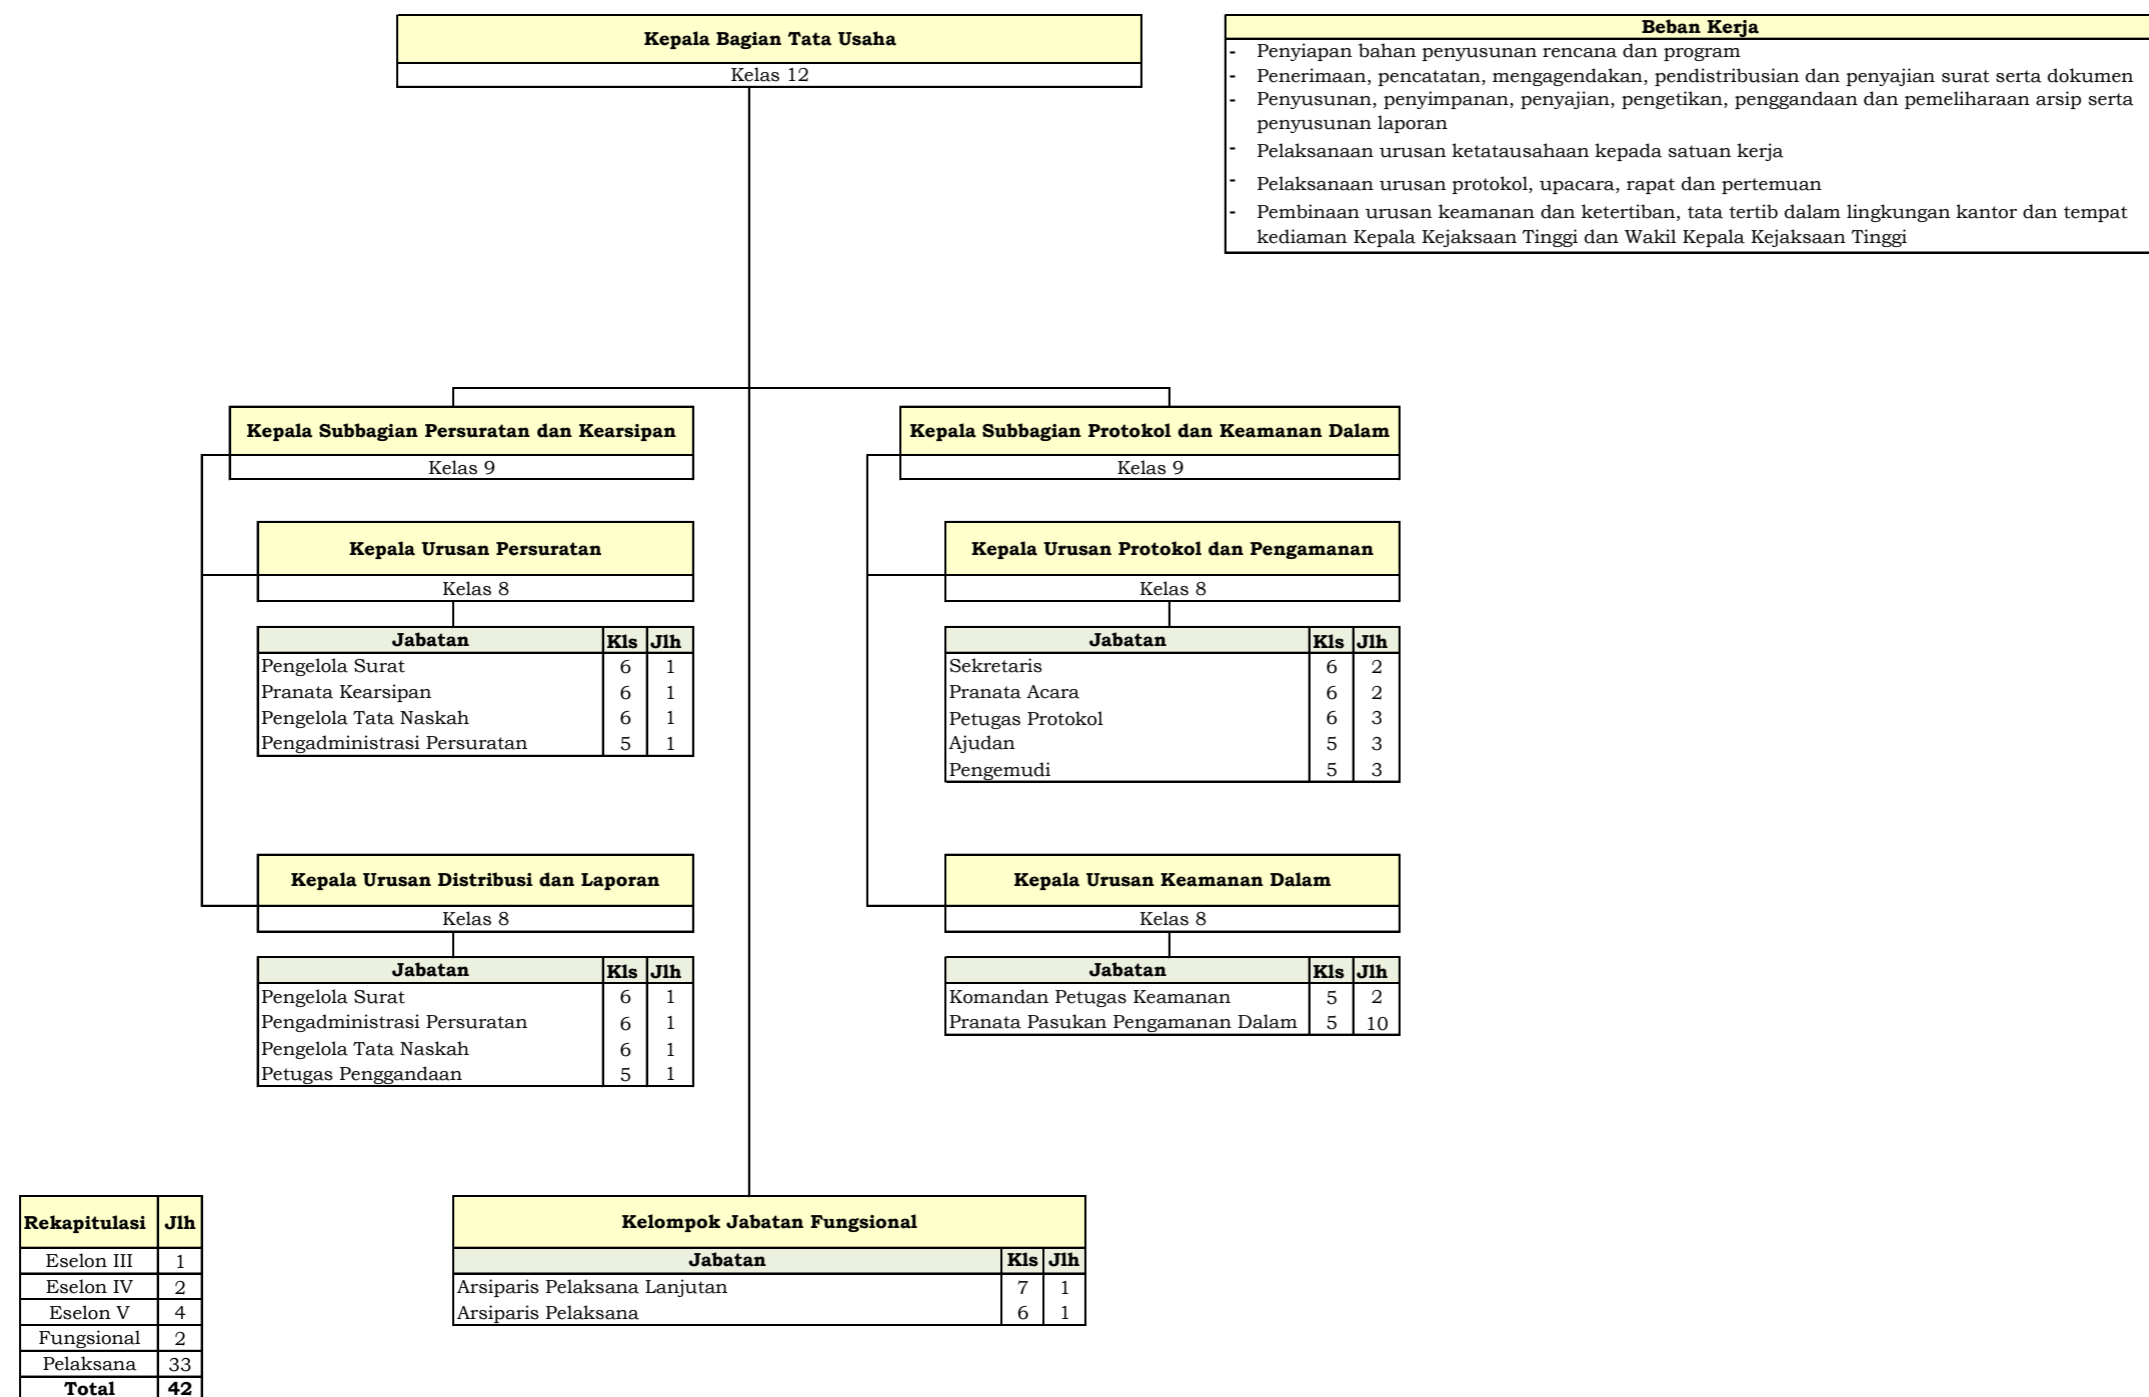 Kepala Bagian Tata Usaha
Kelas 12
Beban Kerja
- Penyiapan bahan penyusunan rencana dan program
- Penerimaan, pencatatan, mengagendakan, pendistribusian dan penyajian surat serta dokumen
- Penyusunan, penyimpanan, penyajian, pengetikan, penggandaan dan pemeliharaan arsip serta
penyusunan laporan
- Pelaksanaan urusan ketatausahaan kepada satuan kerja
- Pelaksanaan urusan protokol, upacara, rapat dan pertemuan
- Pembinaan urusan keamanan dan ketertiban, tata tertib dalam lingkungan kantor dan tempat
kediaman Kepala Kejaksaan Tinggi dan Wakil Kepala Kejaksaan Tinggi
Kepala Subbagian Persuratan dan Kearsipan
Kelas 9
Kepala Urusan Persuratan
Kelas 8
Jabatan Kls Jlh
Pengelola Surat 6 1
Pranata Kearsipan 6 1
Pengelola Tata Naskah 6 1
Pengadministrasi Persuratan 5 1
Kepala Urusan Distribusi dan Laporan
Kelas 8
Jabatan Kls Jlh
Pengelola Surat 6 1
Pengadministrasi Persuratan 6 1
Pengelola Tata Naskah 6 1
Petugas Penggandaan 5 1
Kepala Subbagian Protokol dan Keamanan Dalam
Kelas 9
Kepala Urusan Protokol dan Pengamanan
Kelas 8
Jabatan Kls Jlh
Sekretaris 6 2
Pranata Acara 6 2
Petugas Protokol 6 3
Ajudan 5 3
Pengemudi 5 3
Kepala Urusan Keamanan Dalam
Kelas 8
Jabatan Kls Jlh
Komandan Petugas Keamanan 5 2
Pranata Pasukan Pengamanan Dalam 5 10
Rekapitulasi Jlh
Eselon III 1
Eselon IV 2
Eselon V 4
Fungsional 2
Pelaksana 33
Total 42
Kelompok Jabatan Fungsional
Jabatan Kls Jlh
Arsiparis Pelaksana Lanjutan 7 1
Arsiparis Pelaksana 6 1